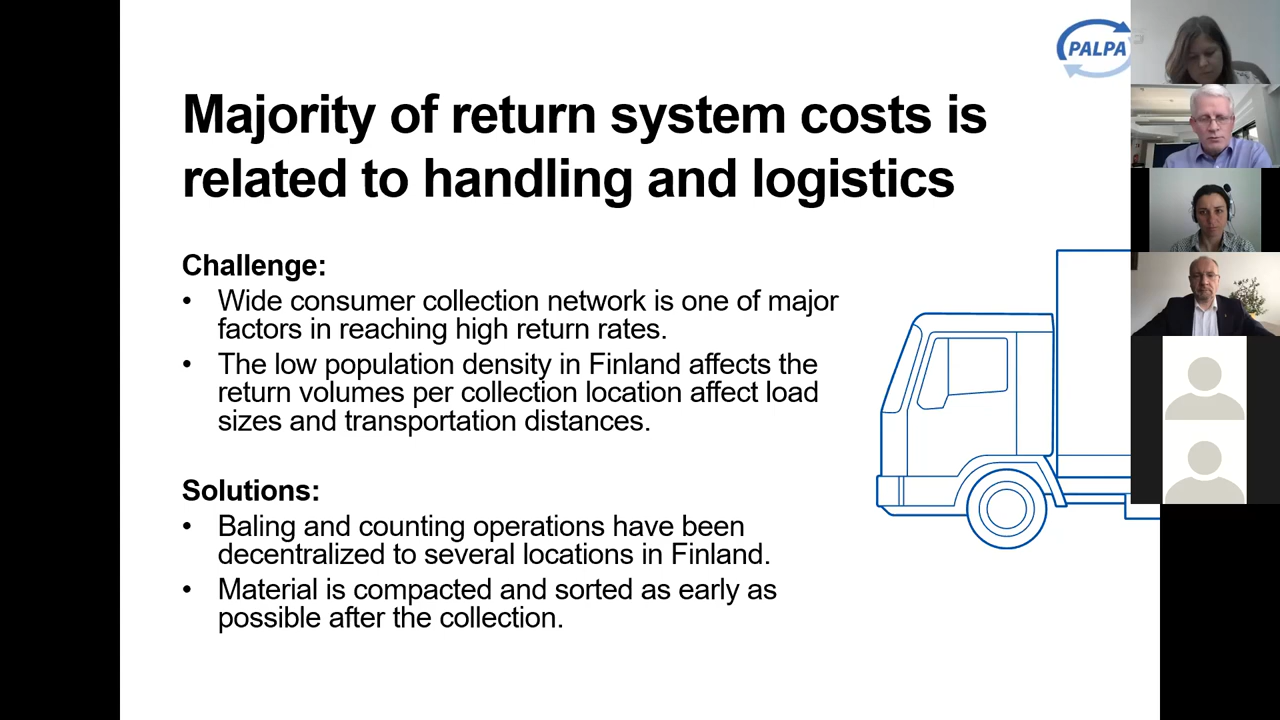 PALPA
Majority of return system costs is
related to handling and logistics
Challenge:
• Wide consumer collection network is one of major
factors in reaching high return rates.
• The low population density in Finland affects the
return volumes per collection location affect load
sizes and transportation distances.
Solutions:
• Baling and counting operations have been
decentralized to several locations in Finland.
• Material is compacted and sorted as early as
possible after the collection.